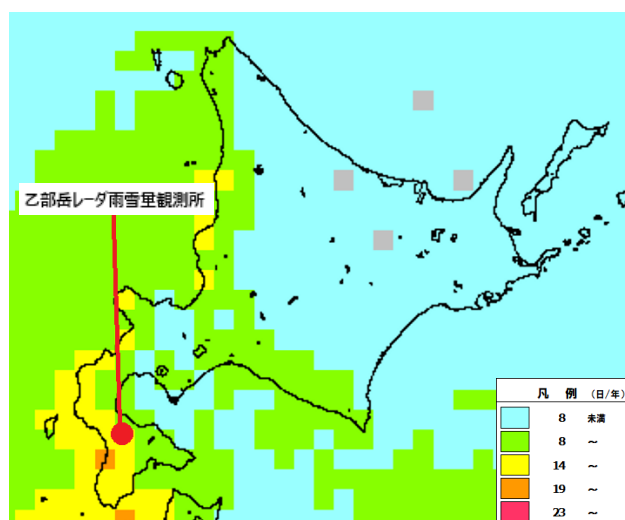 乙部岳レーダ雨雪量観測所
凡 例 (日/年)
8 未満
8 ～
14 ～
19 ～
23 ～